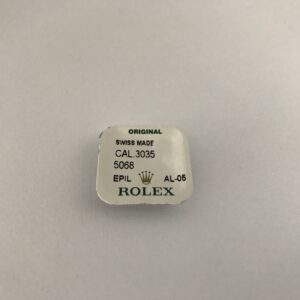 ORIGINAL
SWISS MADE
CAL.3035
5068
EPIL AL-05
ROLEX